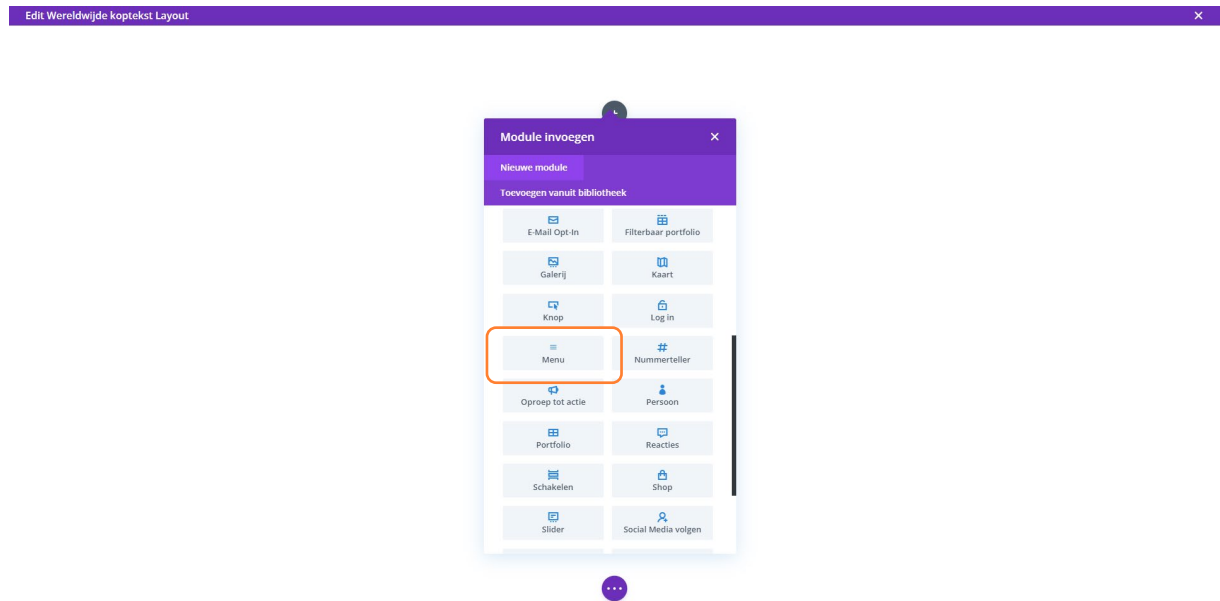 Edit Wereldwijde koptekst Layout
Module invoegen
Nieuwe module
Toevoegen vanuit bibliotheek
E-Mail Opt-In
Filterbaar portfolio
Galerij
Kaart
Knop
Log in
Menu
Nummerteller
Oproep tot actie
Persoon
Portfolio
Reacties
Schakelen
Shop
Slider
Social Media volgen